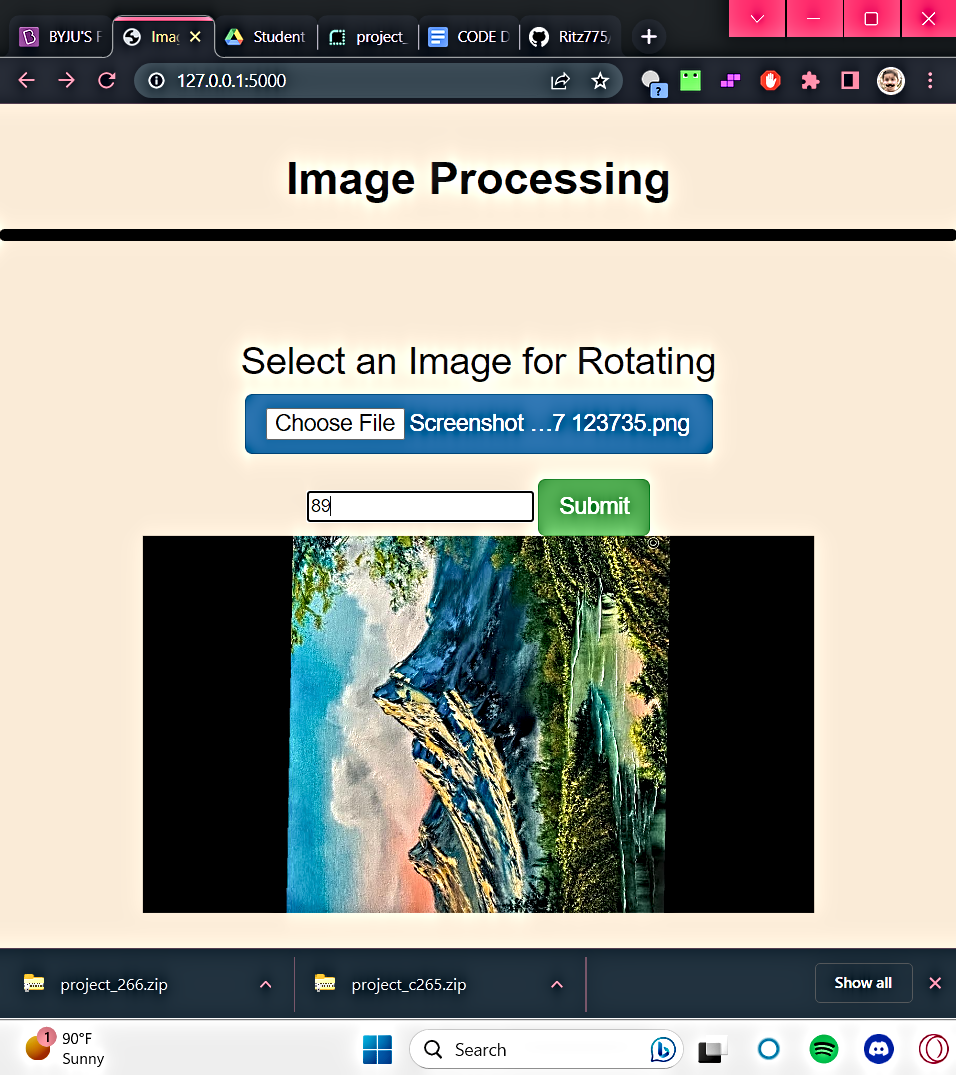 BYJU'S F
Imag
Student
project_
CODE D
Ritz775/
127.0.0.1:5000
?
Image Processing
Select an Image for Rotating
Choose File Screenshot ...7 123735.png
89
Submit
project_266.zip
project_c265.zip
Show all
1
90°F
Sunny
Search